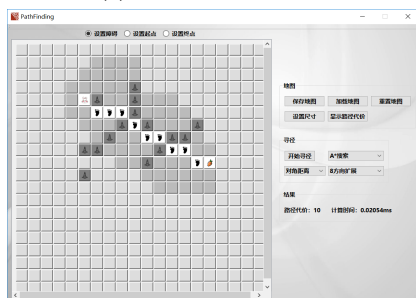 PathFinding
设置障碍 设置起点 设置终点
地图
保存地图 加载地图 重置地图
设置尺寸 显示路径代价
寻径
开始寻径 A*搜索
对角距离 8方向扩展
结果
路径代价: 10 计算时间: 0.02054ms